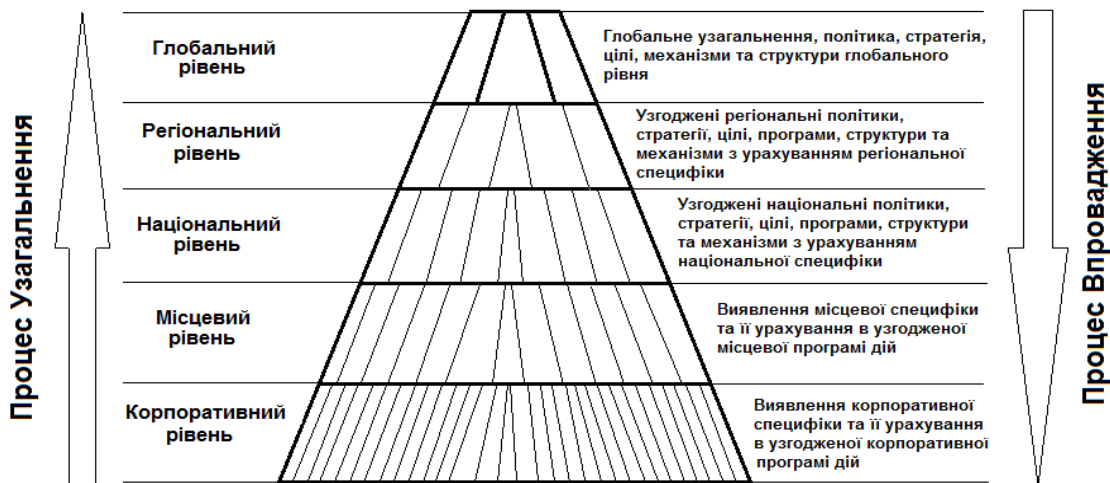 Процес Узагальнення
Глобальний
рівень
Глобальне узагальнення, політика, стратегія,
цілі, механізми та структури глобального
рівня
Регіональний
рівень
Узгоджені регіональні політики,
стратегії, цілі, програми, структури та
механізми з урахуванням регіональної
специфіки
Національний
рівень
Узгоджені національні політики,
стратегії, цілі, програми, структури
та механізми з урахуванням
національної специфіки
Місцевий
рівень
Виявлення місцевої специфіки
та її урахування в узгодженої
місцевої програмі дій
Корпоративний
рівень
Виявлення корпоративної
специфіки та її урахування
в узгодженої корпоративної
програмі дій
Процес Впровадження